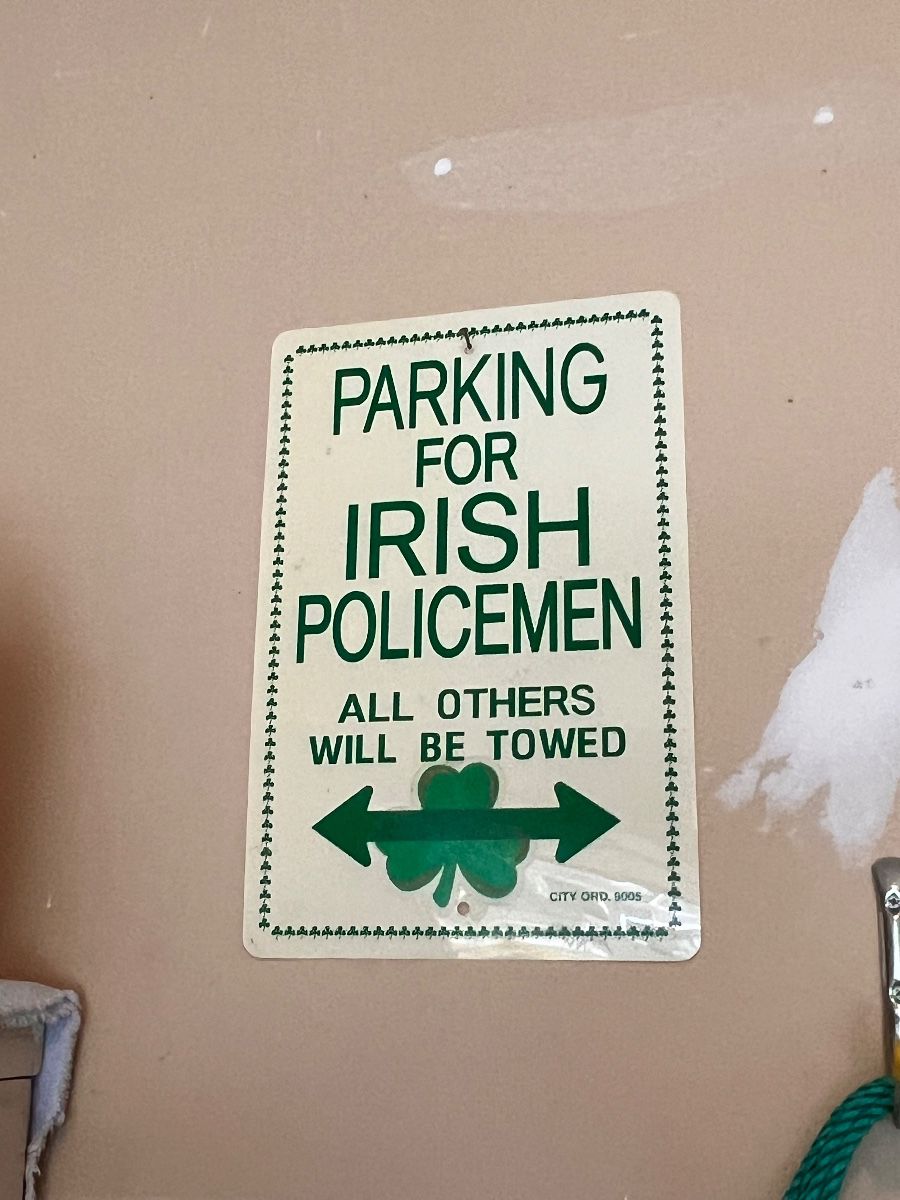 PARKING
FOR
IRISH
POLICEMEN
ALL OTHERS
WILL BE TOWED
CITY ORD. 9005